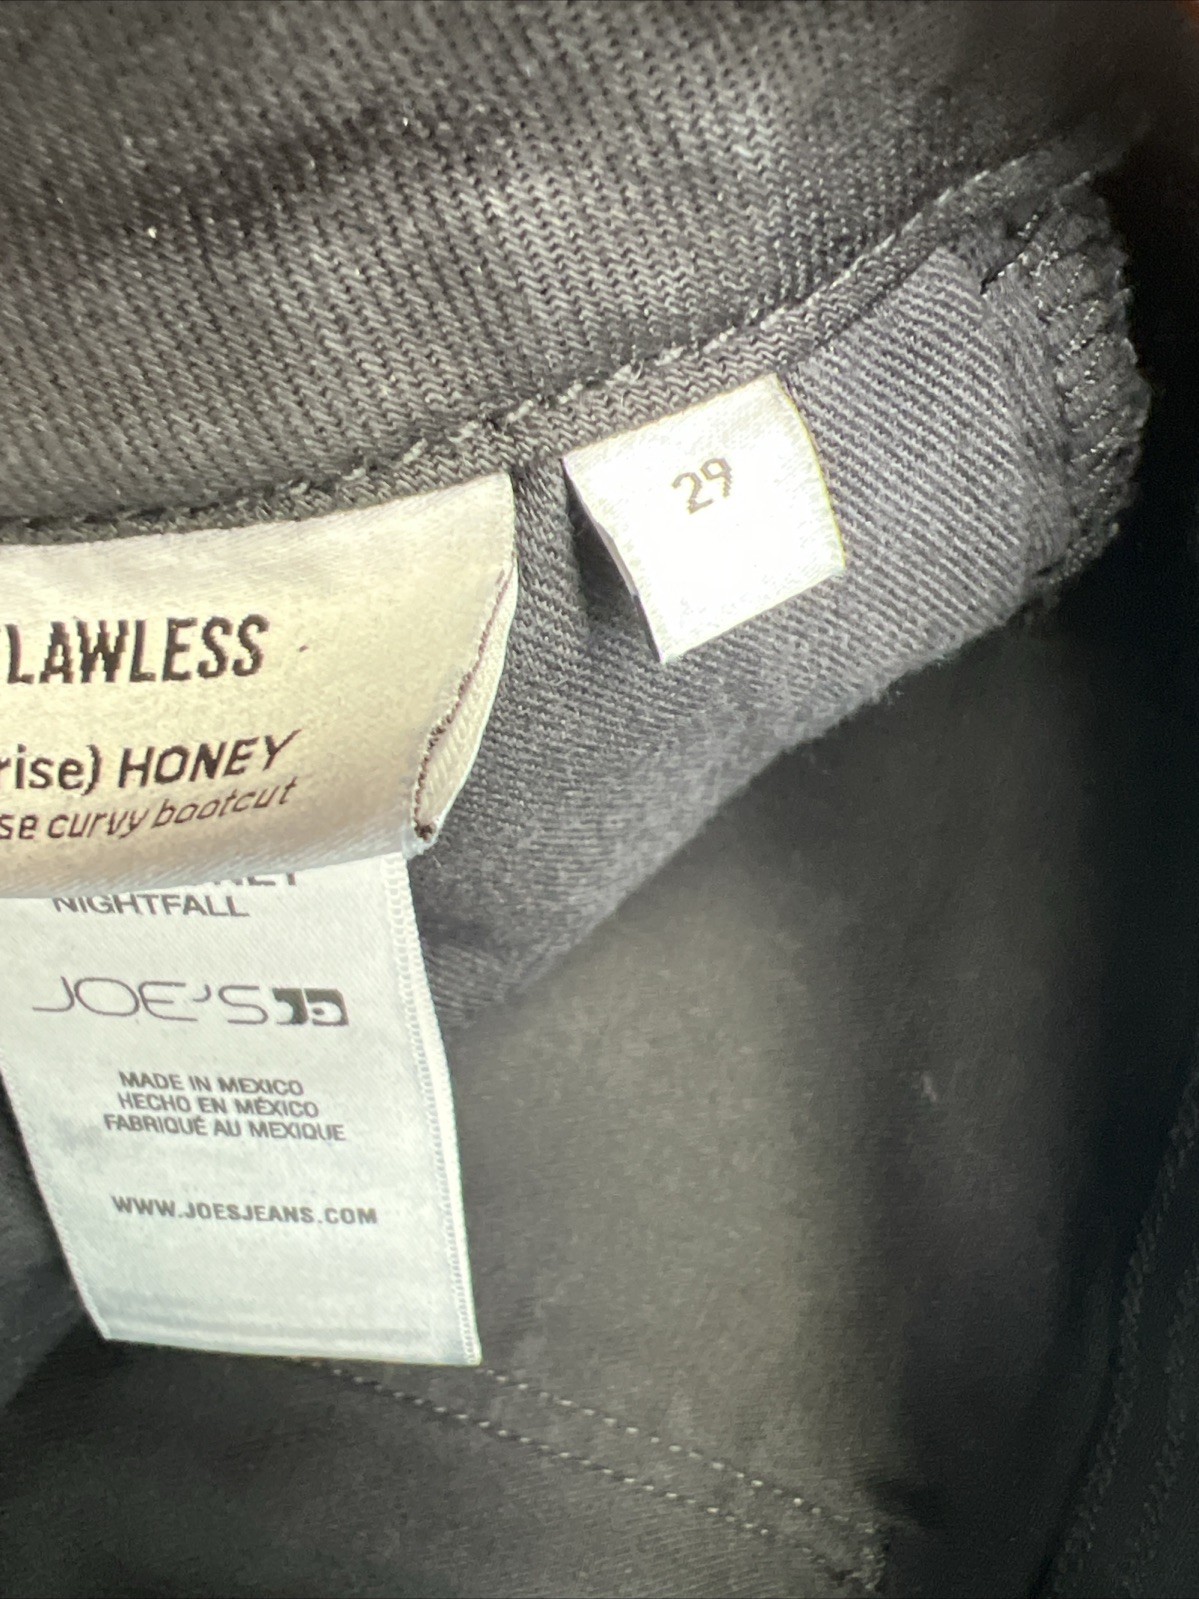 29
LAWLESS
rise) HONEY
se curvy bootcut
NIGHTFALL
JOE'S
MADE IN MEXICO
HECHO EN MÉXICO
FABRIQUÉ AU MEXIQUE
WWW.JOESJEANS.COM